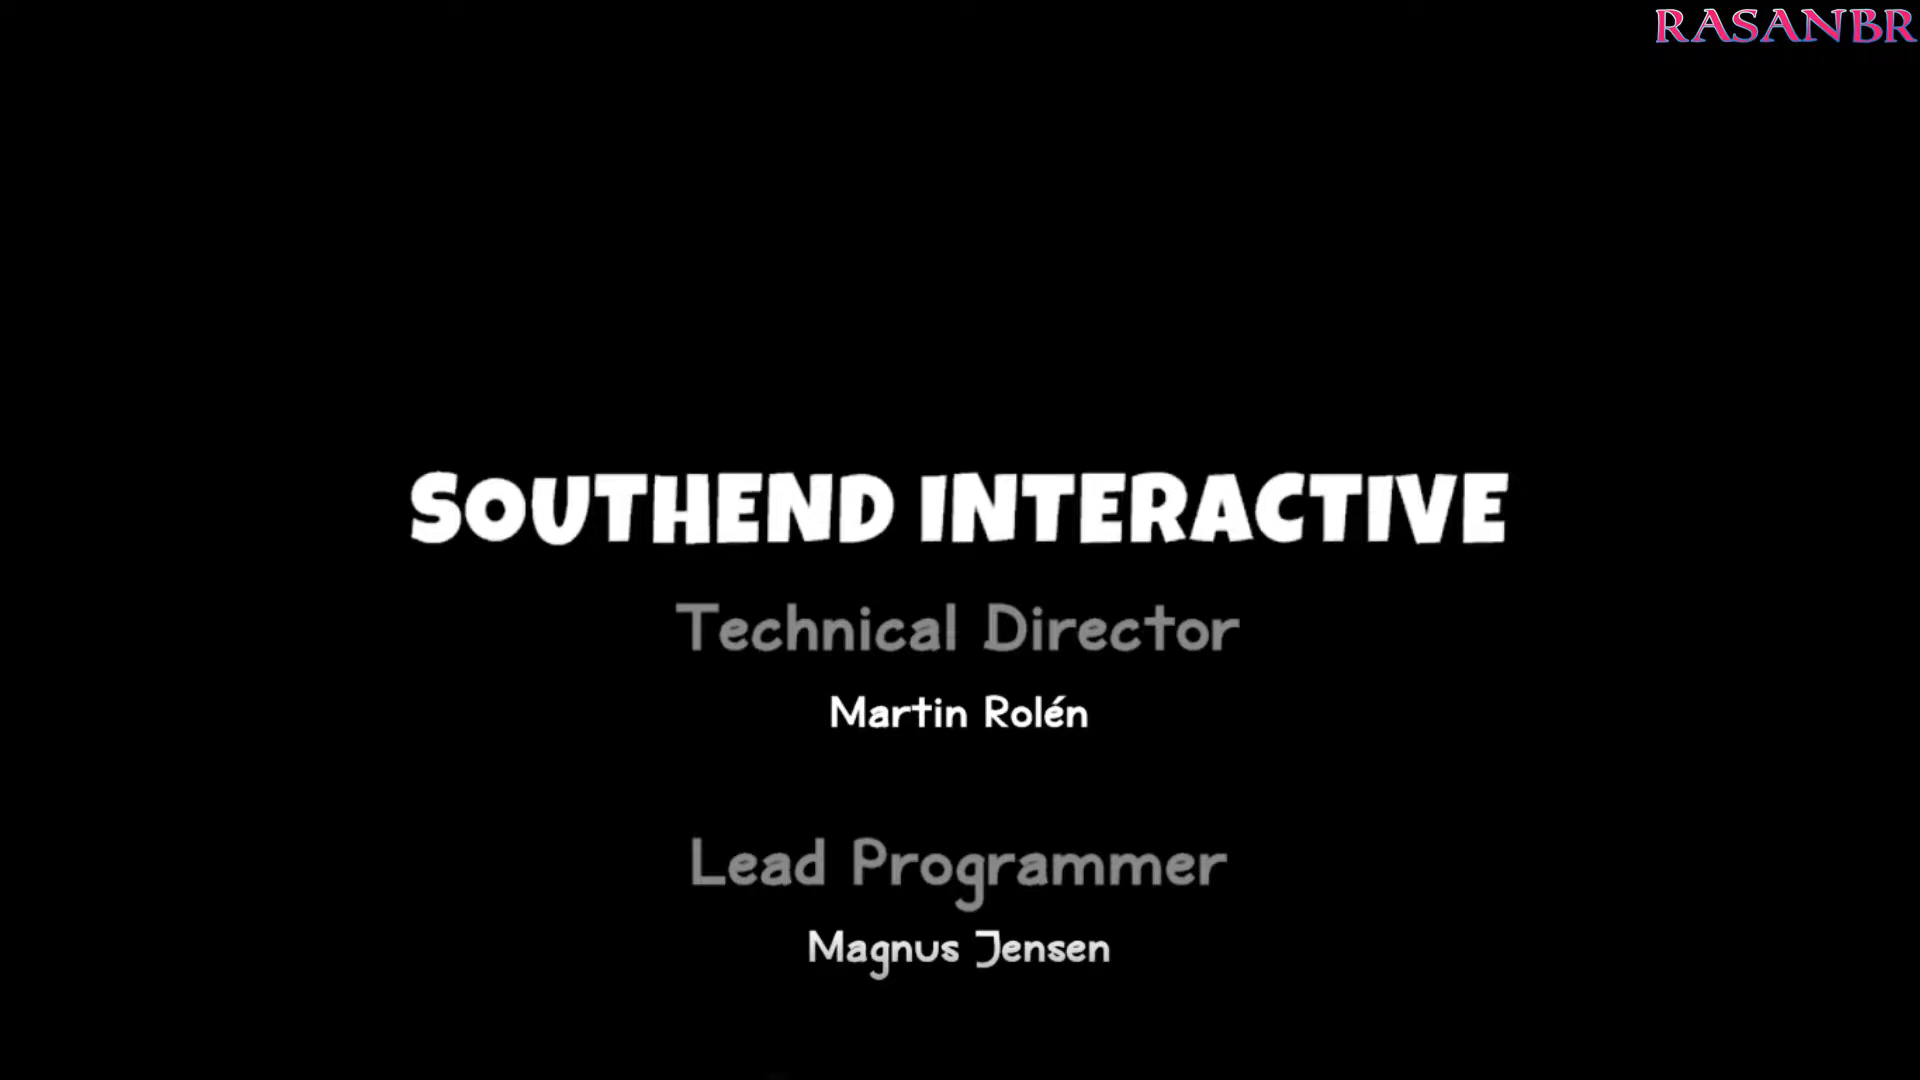 RASANBR
SOUTHEND INTERACTIVE
Technical Director
Martin Rolén
Lead Programmer
Magnus Jensen